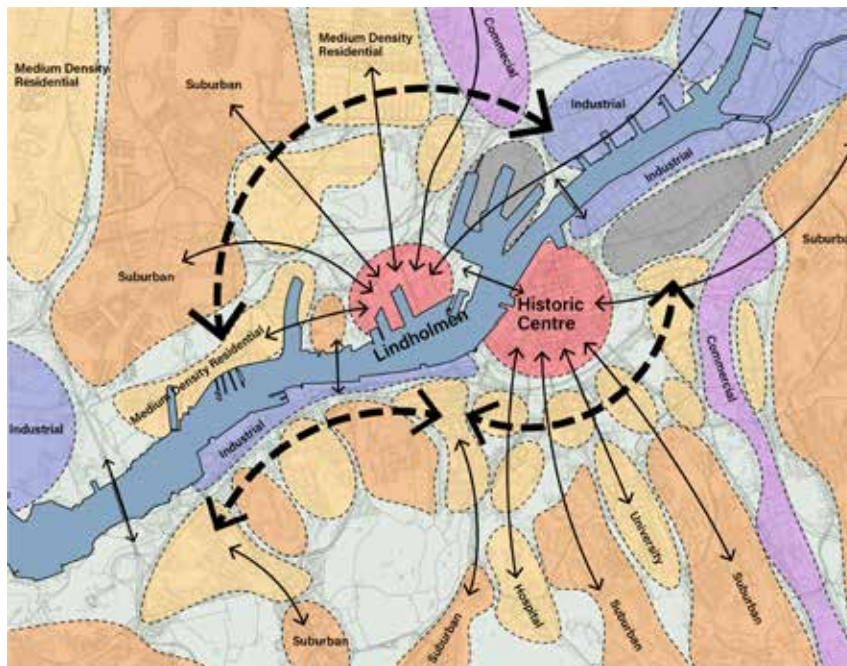 Medium Density
Residential
Commercial
Medium Density
Residential
Suburban
Industrial
Industrial
Suburban
Suburban
Historic
Centre
Lindholmen
Medium Density Residential
Commercial
Industrial
Industrial
University
Hospital
Suburban
Suburban
Suburban
Suburban